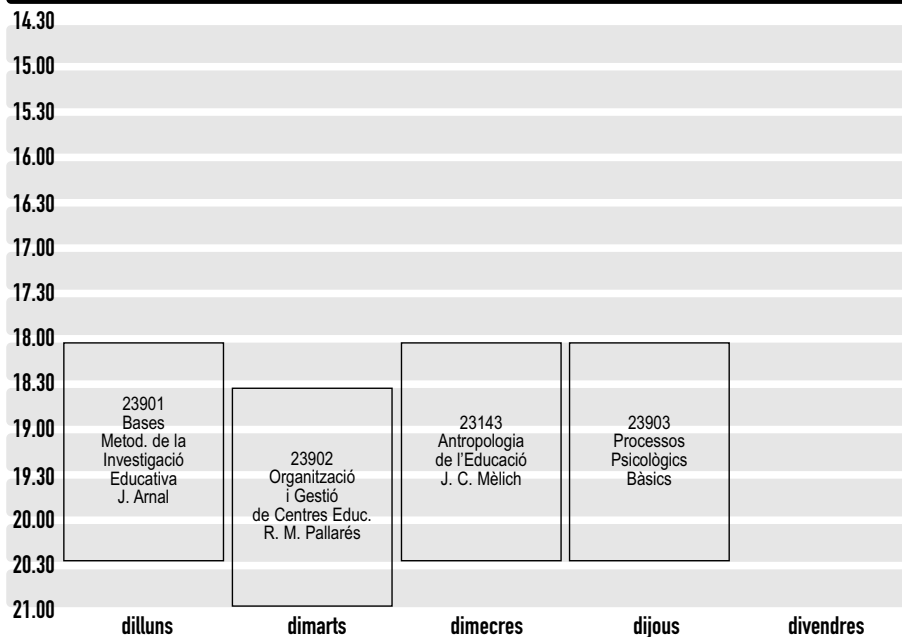 14.30
15.00
15.30
16.00
16.30
17.00
17.30
18.00
18.30
19.00
19.30
20.00
20.30
21.00
23901
Bases
Metod. de la
Investigació
Educativa
J. Arnal
23902
Organització
i Gestió
de Centres Educ.
R. M. Pallarés
23143
Antropologia
de l'Educació
J. C. Mèlich
23903
Processos
Psicològics
Bàsics
dilluns
dimarts
dimecres
dijous
divendres